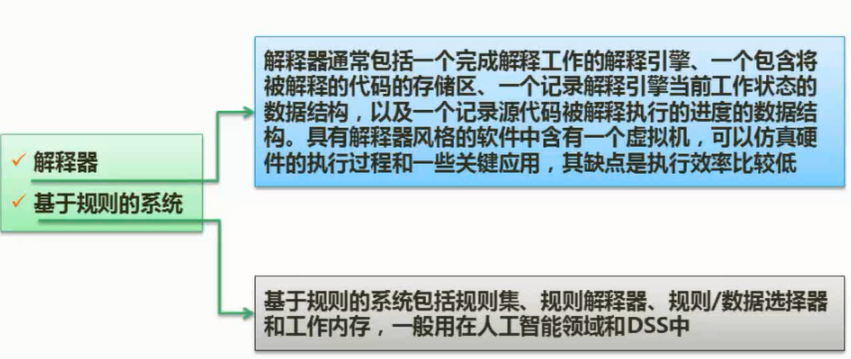 解释器通常包括一个完成解释工作的解释引擎、一个包含将
被解释的代码的存储区、一个记录解释引擎当前工作状态的
数据结构，以及一个记录源代码被解释执行的进度的数据结
构。具有解释器风格的软件中含有一个虚拟机，可以仿真硬
件的执行过程和一些关键应用，其缺点是执行效率比较低
✓ 解释器
✓ 基于规则的系统
基于规则的系统包括规则集、规则解释器、规则/数据选择器
和工作内存，一般用在人工智能领域和DSS中